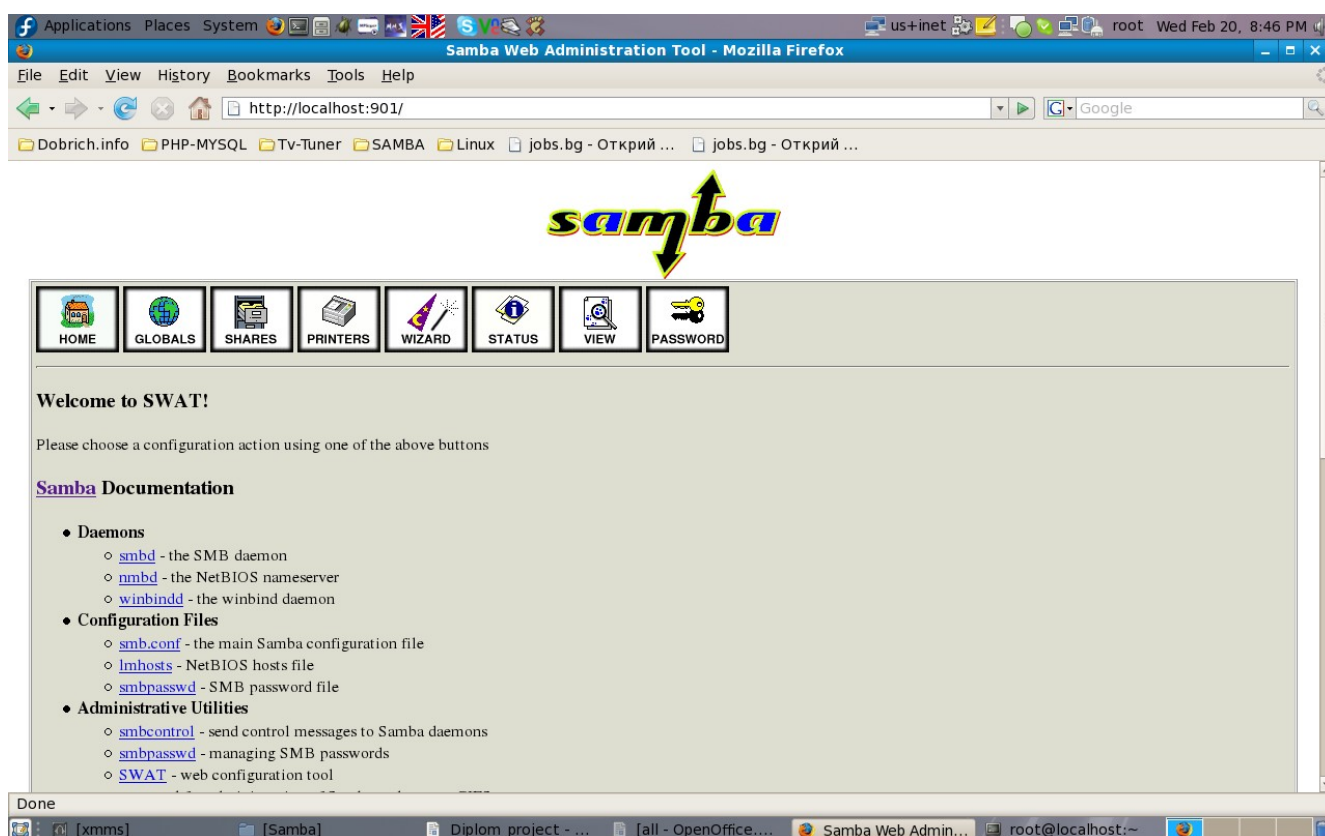 Applications Places System us+inet root Wed Feb 20, 8:46 PM
Samba Web Administration Tool - Mozilla Firefox
File Edit View History Bookmarks Tools Help
http://localhost:901/ G Google
Dobrich.info PHP-MYSQL Tv-Tuner SAMBA Linux jobs.bg - Открий ... jobs.bg - Открий ...
samba
HOME GLOBALS SHARES PRINTERS WIZARD STATUS VIEW PASSWORD
Welcome to SWAT!
Please choose a configuration action using one of the above buttons
Samba Documentation
• Daemons
○ smbd - the SMB daemon
○ nmbd - the NetBIOS nameserver
○ winbindd - the winbind daemon
• Configuration Files
○ smb.conf - the main Samba configuration file
○ lmhosts - NetBIOS hosts file
○ smbpasswd - SMB password file
• Administrative Utilities
○ smbcontrol - send control messages to Samba daemons
○ smbpasswd - managing SMB passwords
○ SWAT - web configuration tool
Done
[xmms] [Samba] Diplom project - ... [all - OpenOffice.... Samba Web Admin... root@localhost:~